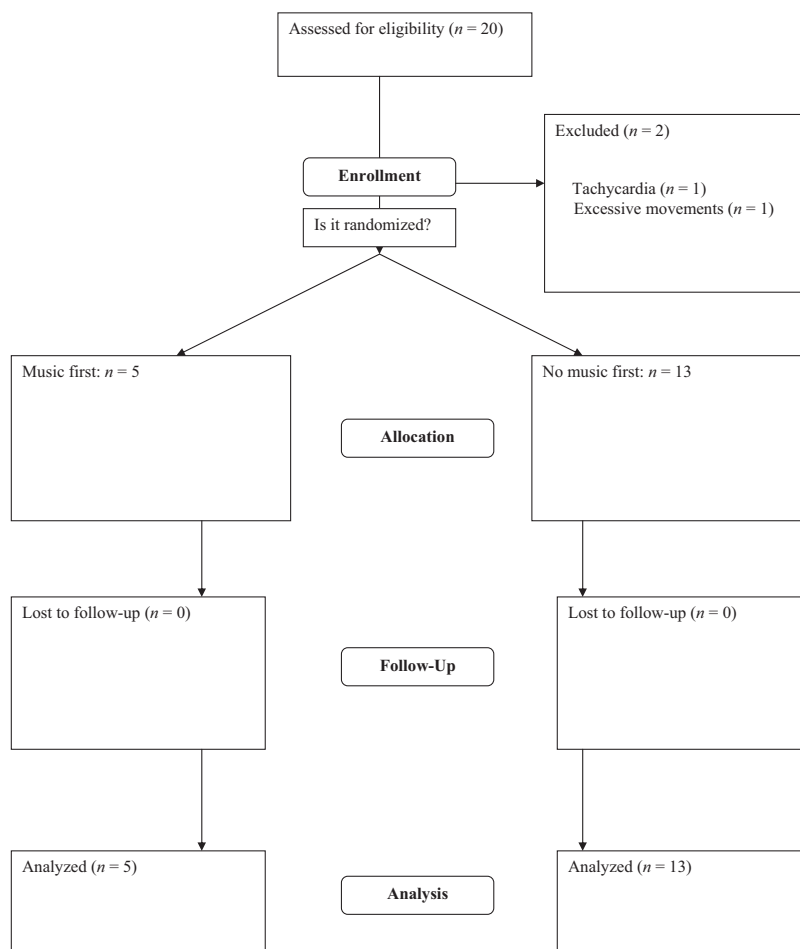 Assessed for eligibility (n = 20)
Excluded (n = 2)
Tachycardia (n = 1)
Excessive movements (n = 1)
Enrollment
Is it randomized?
Music first: n = 5
No music first: n = 13
Allocation
Lost to follow-up (n = 0)
Lost to follow-up (n = 0)
Follow-Up
Analyzed (n = 5)
Analyzed (n = 13)
Analysis